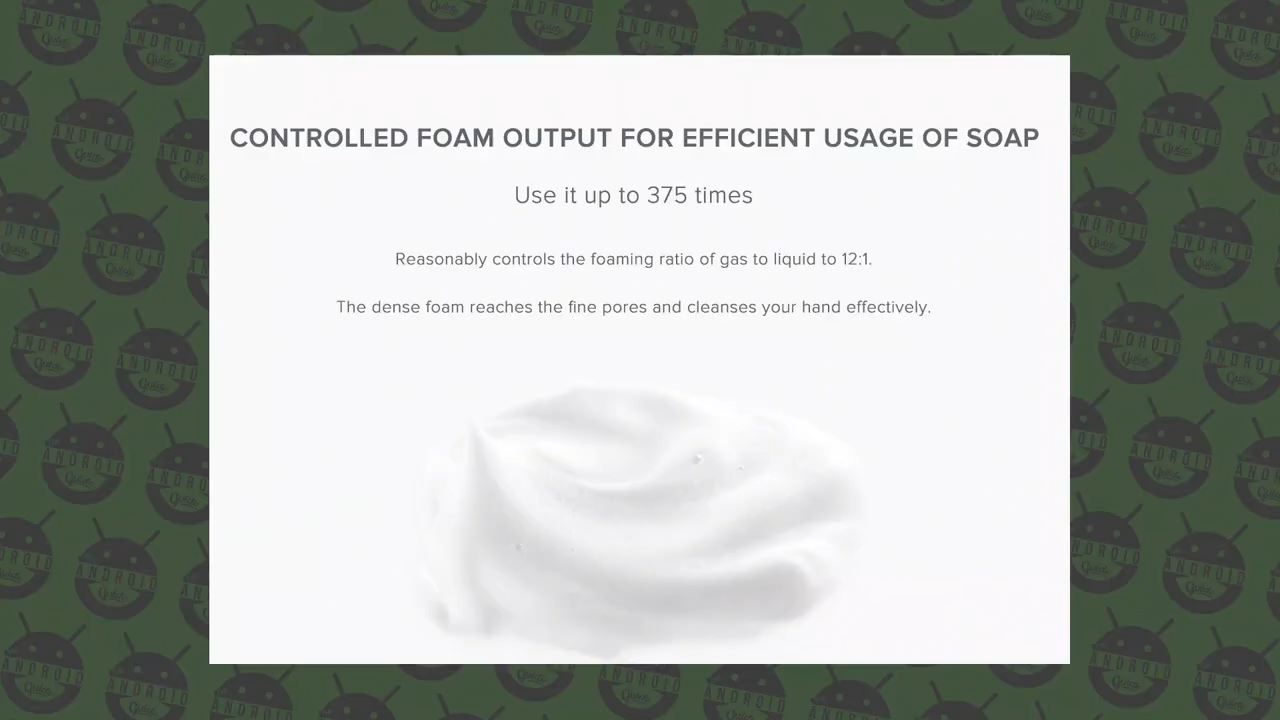 CONTROLLED FOAM OUTPUT FOR EFFICIENT USAGE OF SOAP
Use it up to 375 times
Reasonably controls the foaming ratio of gas to liquid to 12:1.
The dense foam reaches the fine pores and cleanses your hand effectively.